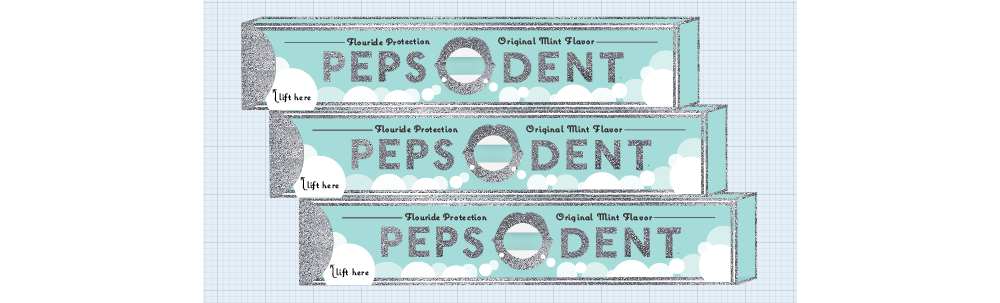 Flouride Protection Original Mint Flavor
PEPSODENT
lift here
Flouride Protection Original Mint Flavor
PEPSODENT
lift here
Flouride Protection Original Mint Flavor
PEPSODENT
lift here